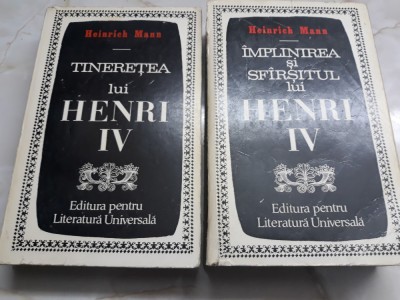 Heinrich Mann
TINEREȚEA
lui
HENRI
IV
Editura pentru
Literatură Universală
Heinrich Mann
ÎMPLINIREA
și
SFÎRȘITUL
lui
HENRI
IV
Editura pentru
Literatură Universală